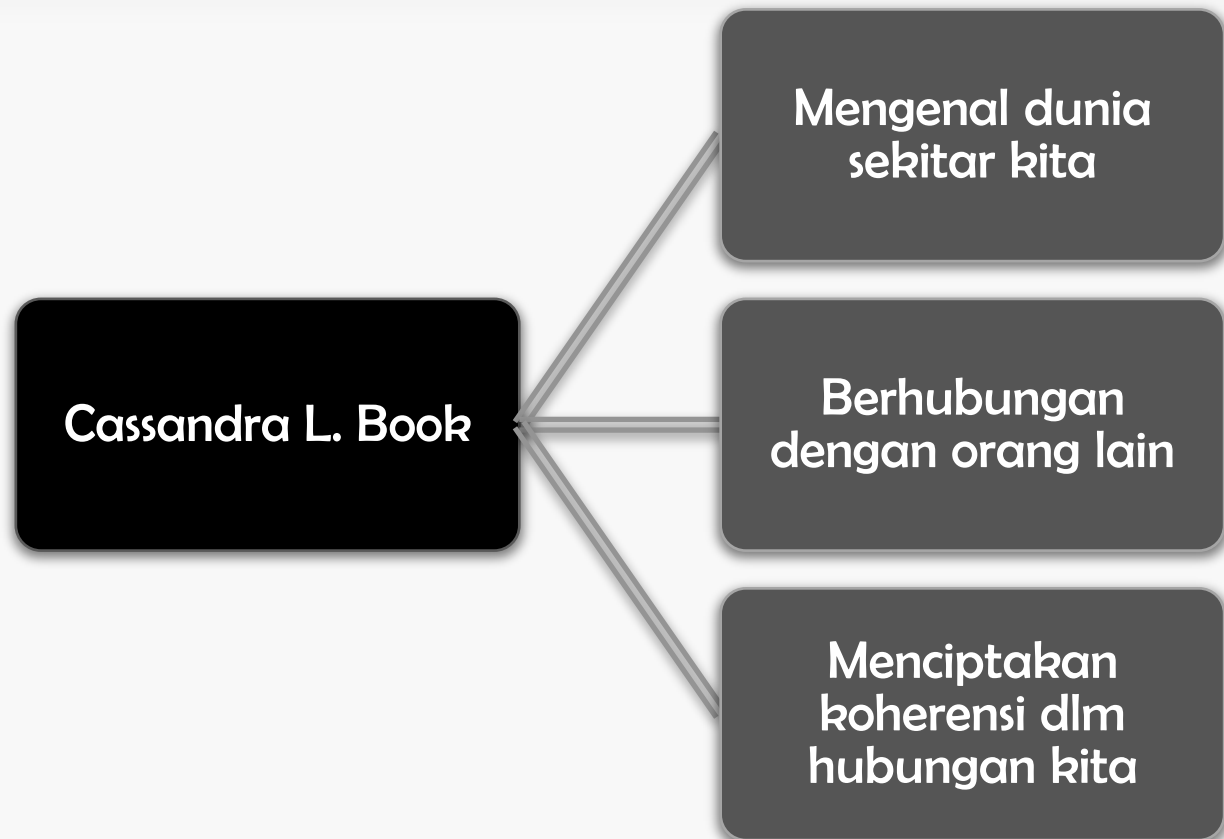 Cassandra L. Book
Mengenal dunia
sekitar kita
Berhubungan
dengan orang lain
Menciptakan
koherensi dlm
hubungan kita